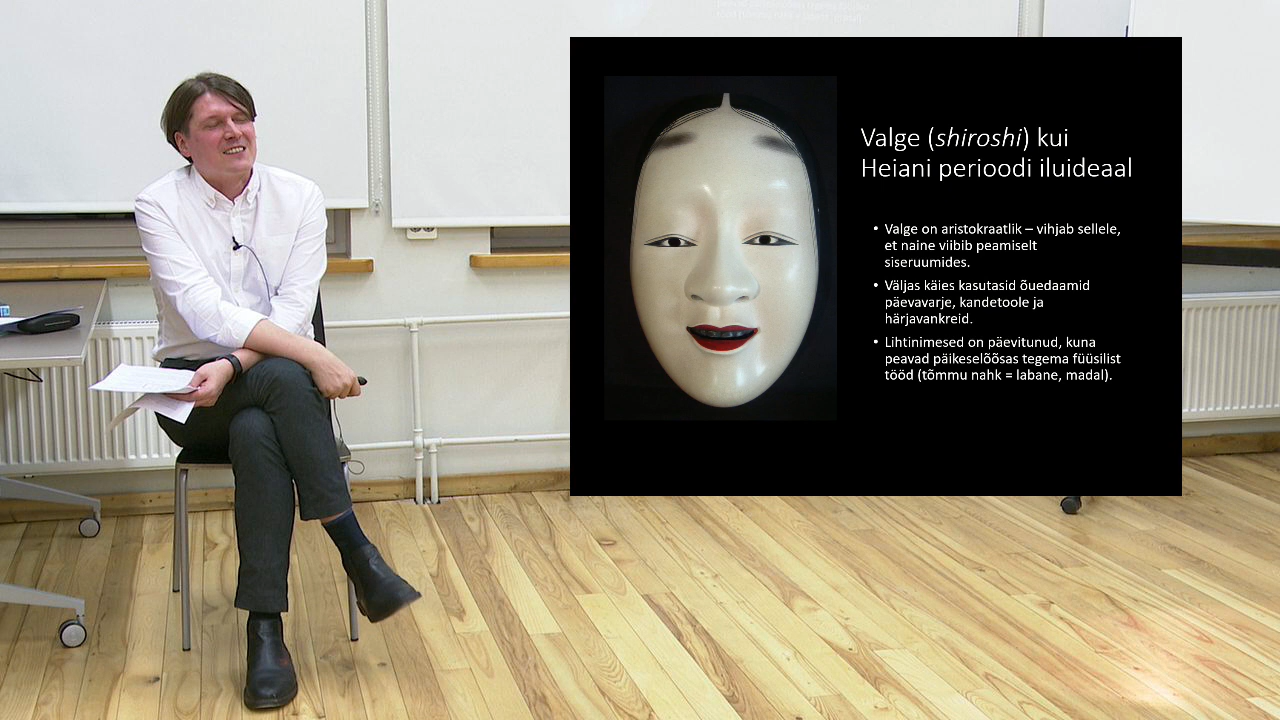 Valge (shiroshi) kui
Heiani perioodi iluideaal
• Valge on aristokraatlik – vihjab sellele,
et naine viibib peamiselt
siseruumides.
• Väljas käies kasutasid õuedaamid
päevavarje, kandetoole ja
härjavankreid.
• Lihtinimesed on päevitunud, kuna
peavad päikeselõõsas tegema füüsilist
tööd (tõmmu nahk = labane, madal).